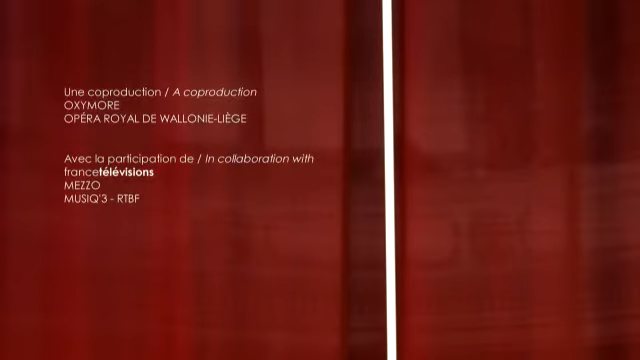 Une coproduction / A coproduction
OXYMORE
OPÉRA ROYAL DE WALLONIE-LIÈGE
Avec la participation de / In collaboration with
francetélévisions
MEZZO
MUSIQ'3 - RTBF